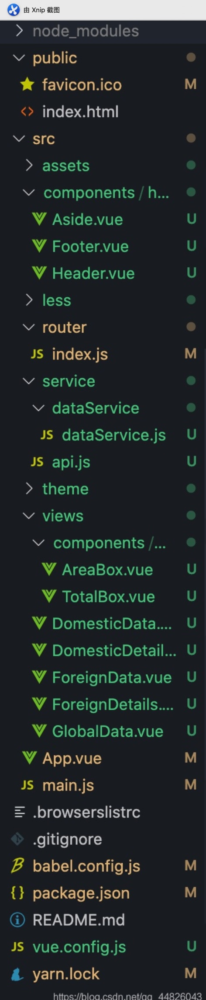 由 Xnip 截图
node_modules
public
favicon.ico M
<> index.html
src
assets
components / h...
Aside.vue U
Footer.vue U
Header.vue U
less
router
JS index.js M
service
dataService
JS dataService.js U
JS api.js U
theme
views
components /...
AreaBox.vue U
TotalBox.vue U
DomesticData.... U
DomesticDetail... U
ForeignData.vue U
ForeignDetails.... U
GlobalData.vue U
App.vue M
JS main.js M
.browserslistrc
.gitignore
B babel.config.js M
{} package.json M
README.md
JS vue.config.js U
yarn.lock M
https://blog.csdn.net/qq_44826043